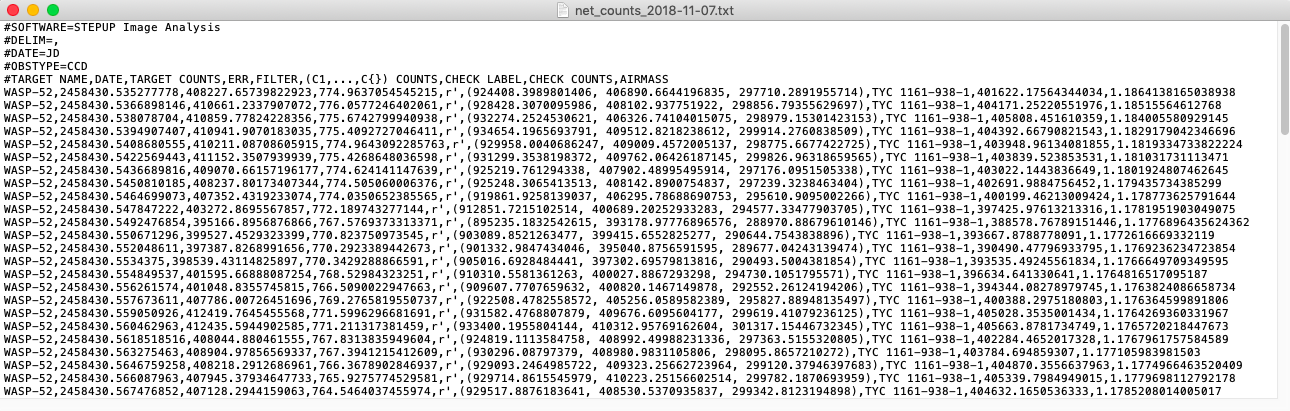 net_counts_2018-11-07.txt
#SOFTWARE=STEPUP Image Analysis
#DELIM=,
#DATE=JD
#OBSTYPE=CCD
#TARGET NAME,DATE,TARGET COUNTS,ERR,FILTER,(C1,...,C{}) COUNTS,CHECK LABEL,CHECK COUNTS,AIRMASS
WASP-52,2458430.535277778,408227.65739822923,774.9637054545215,r',(924408.3989801406, 406890.6644196835, 297710.2891955714),TYC 1161-938-1,401622.17564344034,1.1864138165038938
WASP-52,2458430.5366898146,410661.2337907072,776.0577246402061,r',(928428.3070095986, 408102.937751922, 298856.79355629697),TYC 1161-938-1,404171.25220551976,1.18515564612768
WASP-52,2458430.538078704,410859.77824228356,775.6742799940938,r',(932274.2524530621, 406326.74104015075, 298979.15301423153),TYC 1161-938-1,405808.451610359,1.184005580929145
WASP-52,2458430.5394907407,410941.9070183035,775.4092727046411,r',(934654.1965693791, 409512.8218238612, 299914.2760838509),TYC 1161-938-1,404392.66790821543,1.1829179042346696
WASP-52,2458430.5408680555,410211.08708605915,774.9643092285763,r',(929958.0040686247, 409009.4572005137, 298775.6677422725),TYC 1161-938-1,403948.96134081855,1.1819334733822224
WASP-52,2458430.5422569443,411152.3507939939,775.4268648036598,r',(931299.3538198372, 409762.06426187145, 299826.96318659565),TYC 1161-938-1,403839.523853531,1.181031731113471
WASP-52,2458430.5436689816,409070.66157196177,774.624141147639,r',(925219.761294338, 407902.48995495914, 297176.0951505338),TYC 1161-938-1,403022.1443836649,1.1801924807462645
WASP-52,2458430.5450810185,408237.80173407344,774.505060006376,r',(925248.3065413513, 408142.8900754837, 297239.3238463404),TYC 1161-938-1,402691.9884756452,1.179435734385299
WASP-52,2458430.5464699073,407352.4319233074,774.0350652385565,r',(919861.9258139037, 406295.78688690753, 295610.9095002266),TYC 1161-938-1,400199.46213009424,1.178773625791644
WASP-52,2458430.547847222,403272.8695567857,772.189743277144,r',(912851.7215102514, 400689.20252933283, 294577.33477903705),TYC 1161-938-1,397425.97613213316,1.1781951903049075
WASP-52,2458430.5492476854,395166.8956876866,767.5769373313371,r',(895235.1832542615, 393178.97776896576, 288970.88679610146),TYC 1161-938-1,388578.76789151446,1.1776896435624362
WASP-52,2458430.550671296,399527.4529323399,770.823750973545,r',(903089.8521263477, 399415.6552825277, 290644.7543838896),TYC 1161-938-1,393667.8788778091,1.1772616669332119
WASP-52,2458430.552048611,397387.8268991656,770.2923389442673,r',(901332.9847434046, 395040.8756591595, 289677.04243139474),TYC 1161-938-1,390490.47796933795,1.1769236234723854
WASP-52,2458430.5534375,398539.43114825897,770.3429288866591,r',(905016.6928484441, 397302.69579813816, 290493.5004381854),TYC 1161-938-1,393535.49245561834,1.1766649709349595
WASP-52,2458430.554849537,401595.66888087254,768.52984323251,r',(910310.5581361263, 400027.8867293298, 294730.1051795571),TYC 1161-938-1,396634.641330641,1.1764816517095187
WASP-52,2458430.556261574,401048.8355745815,766.5090022947663,r',(909607.7707659632, 400820.1467149878, 292552.26124194206),TYC 1161-938-1,394344.08278979475,1.1763824086658734
WASP-52,2458430.557673611,407786.00726451696,769.2765819550737,r',(922508.4782558572, 405256.0589582389, 295827.88948135497),TYC 1161-938-1,400388.2975180803,1.176364599891806
WASP-52,2458430.559050926,412419.7645455568,771.5996296681691,r',(931582.4768807879, 409676.6095604177, 299619.41079236125),TYC 1161-938-1,405028.3535001434,1.1764269360331967
WASP-52,2458430.560462963,412435.5944902585,771.211317381459,r',(933400.1955804144, 410312.95769162604, 301317.15446732345),TYC 1161-938-1,405663.8781734749,1.1765720218447673
WASP-52,2458430.5618518516,408044.880461555,767.8313835949604,r',(924819.1113584758, 408992.49988231336, 297363.5155320805),TYC 1161-938-1,402284.4652017328,1.1767961757584589
WASP-52,2458430.563275463,408904.97856569337,767.3941215412609,r',(930296.08797379, 408980.9831105806, 298095.8657210272),TYC 1161-938-1,403784.694859307,1.177105983981503
WASP-52,2458430.5646759258,408218.2912686961,766.3678902846937,r',(929093.2464985722, 409323.25662723964, 299120.37946397683),TYC 1161-938-1,404870.3556637963,1.1774966463520409
WASP-52,2458430.566087963,407945.37934647733,765.9257774529581,r',(929714.8615545979, 410223.25156602514, 299782.1870693959),TYC 1161-938-1,405339.7984949015,1.1779698112792178
WASP-52,2458430.567476852,407128.2944159063,764.5464037455974,r',(929517.8876183641, 408530.5370935837, 299342.8123194898),TYC 1161-938-1,404632.1650536333,1.1785208014005017